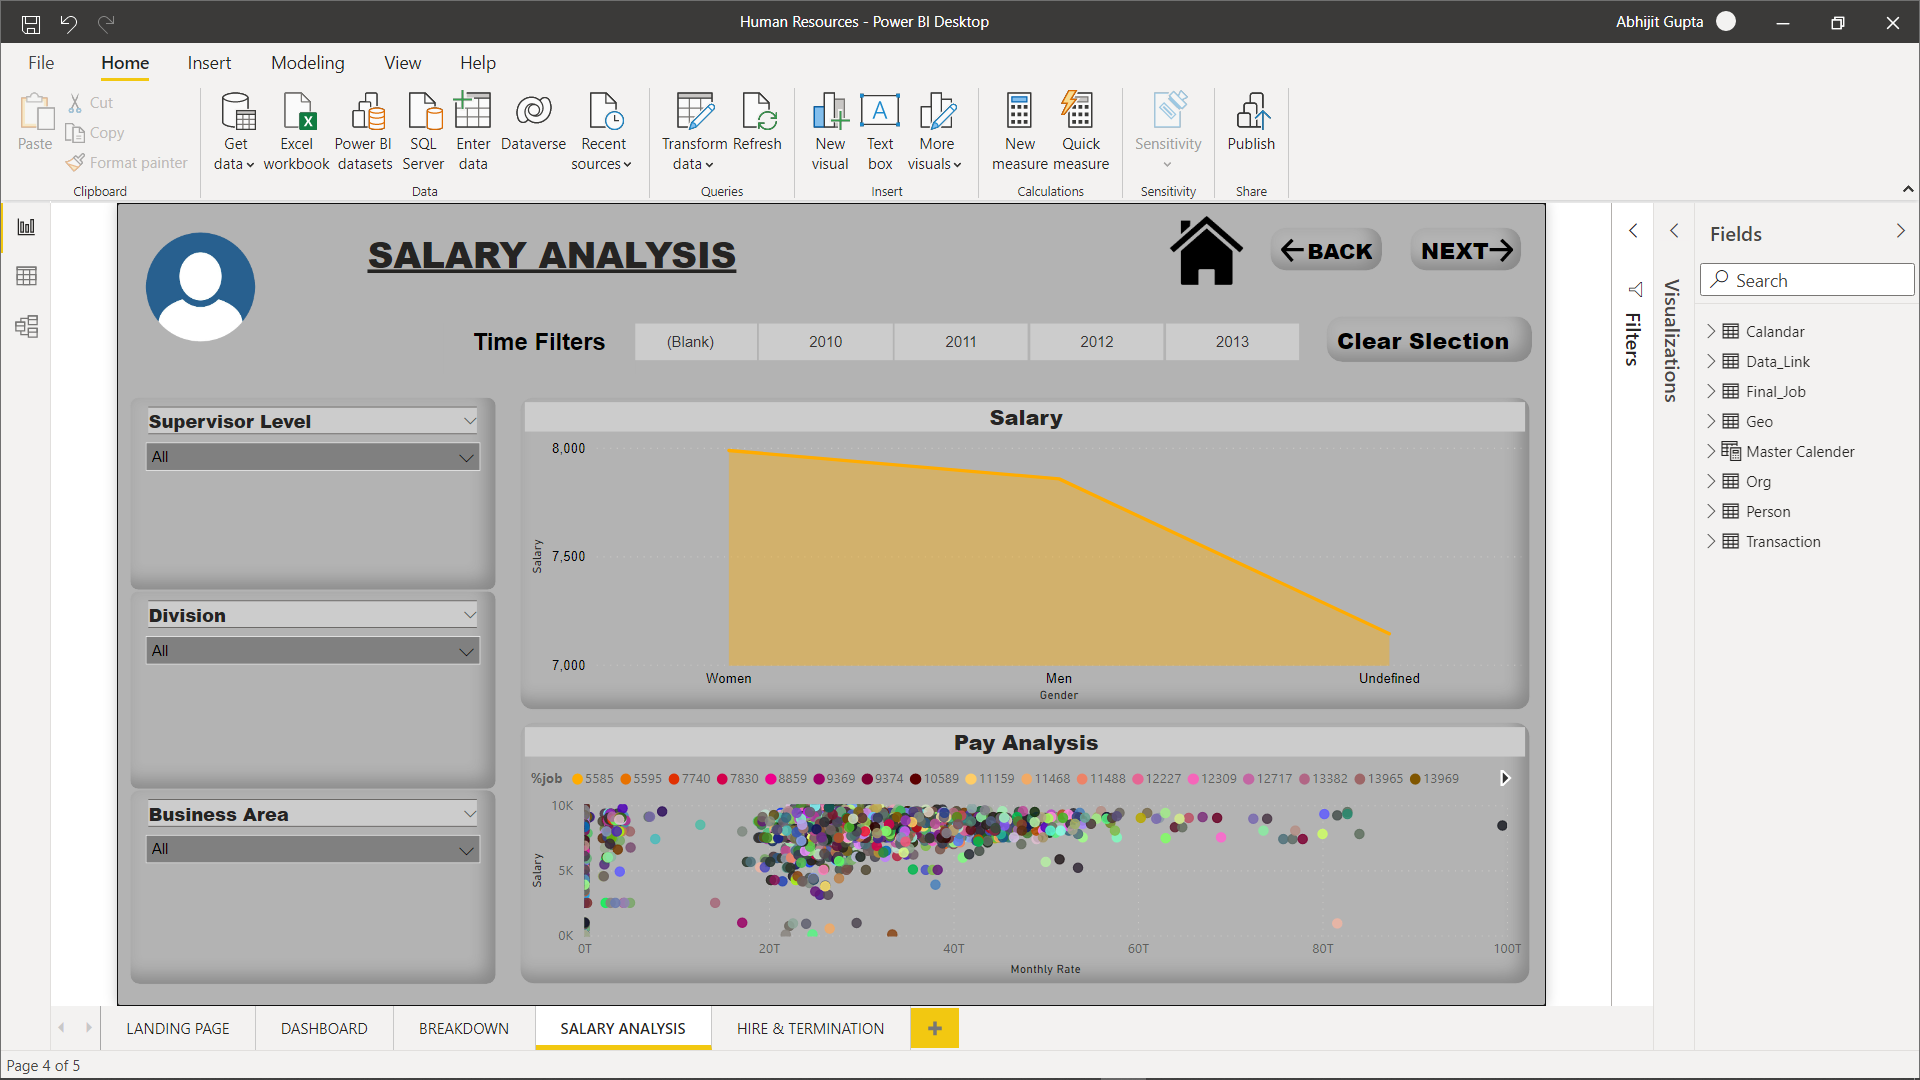 Human Resources - Power BI Desktop
Abhijit Gupta
File Home Insert Modeling View Help
Paste
Cut
Copy
Format painter
Clipboard
Get data
Excel workbook
Power BI datasets
SQL Server
Enter data
Dataverse
Recent sources
Data
Transform data
Refresh
Queries
New visual
Text box
More visuals
Insert
New measure
Quick measure
Calculations
Sensitivity
Sensitivity
Publish
Share
SALARY ANALYSIS
BACK
NEXT
Time Filters
(Blank) 2010 2011 2012 2013
Clear Slection
Supervisor Level
All
Division
All
Business Area
All
Salary
8,000
7,500
7,000
Salary
Women Men Undefined
Gender
Pay Analysis
%job 5585 5595 7740 7830 8859 9369 9374 10589 11159 11468 11488 12227 12309 12717 13382 13965 13969
10K
5K
0K
Salary
0T 20T 40T 60T 80T 100T
Monthly Rate
Filters
Visualizations
Fields
Search
Calandar
Data_Link
Final_Job
Geo
Master Calender
Org
Person
Transaction
LANDING PAGE DASHBOARD BREAKDOWN SALARY ANALYSIS HIRE & TERMINATION
Page 4 of 5